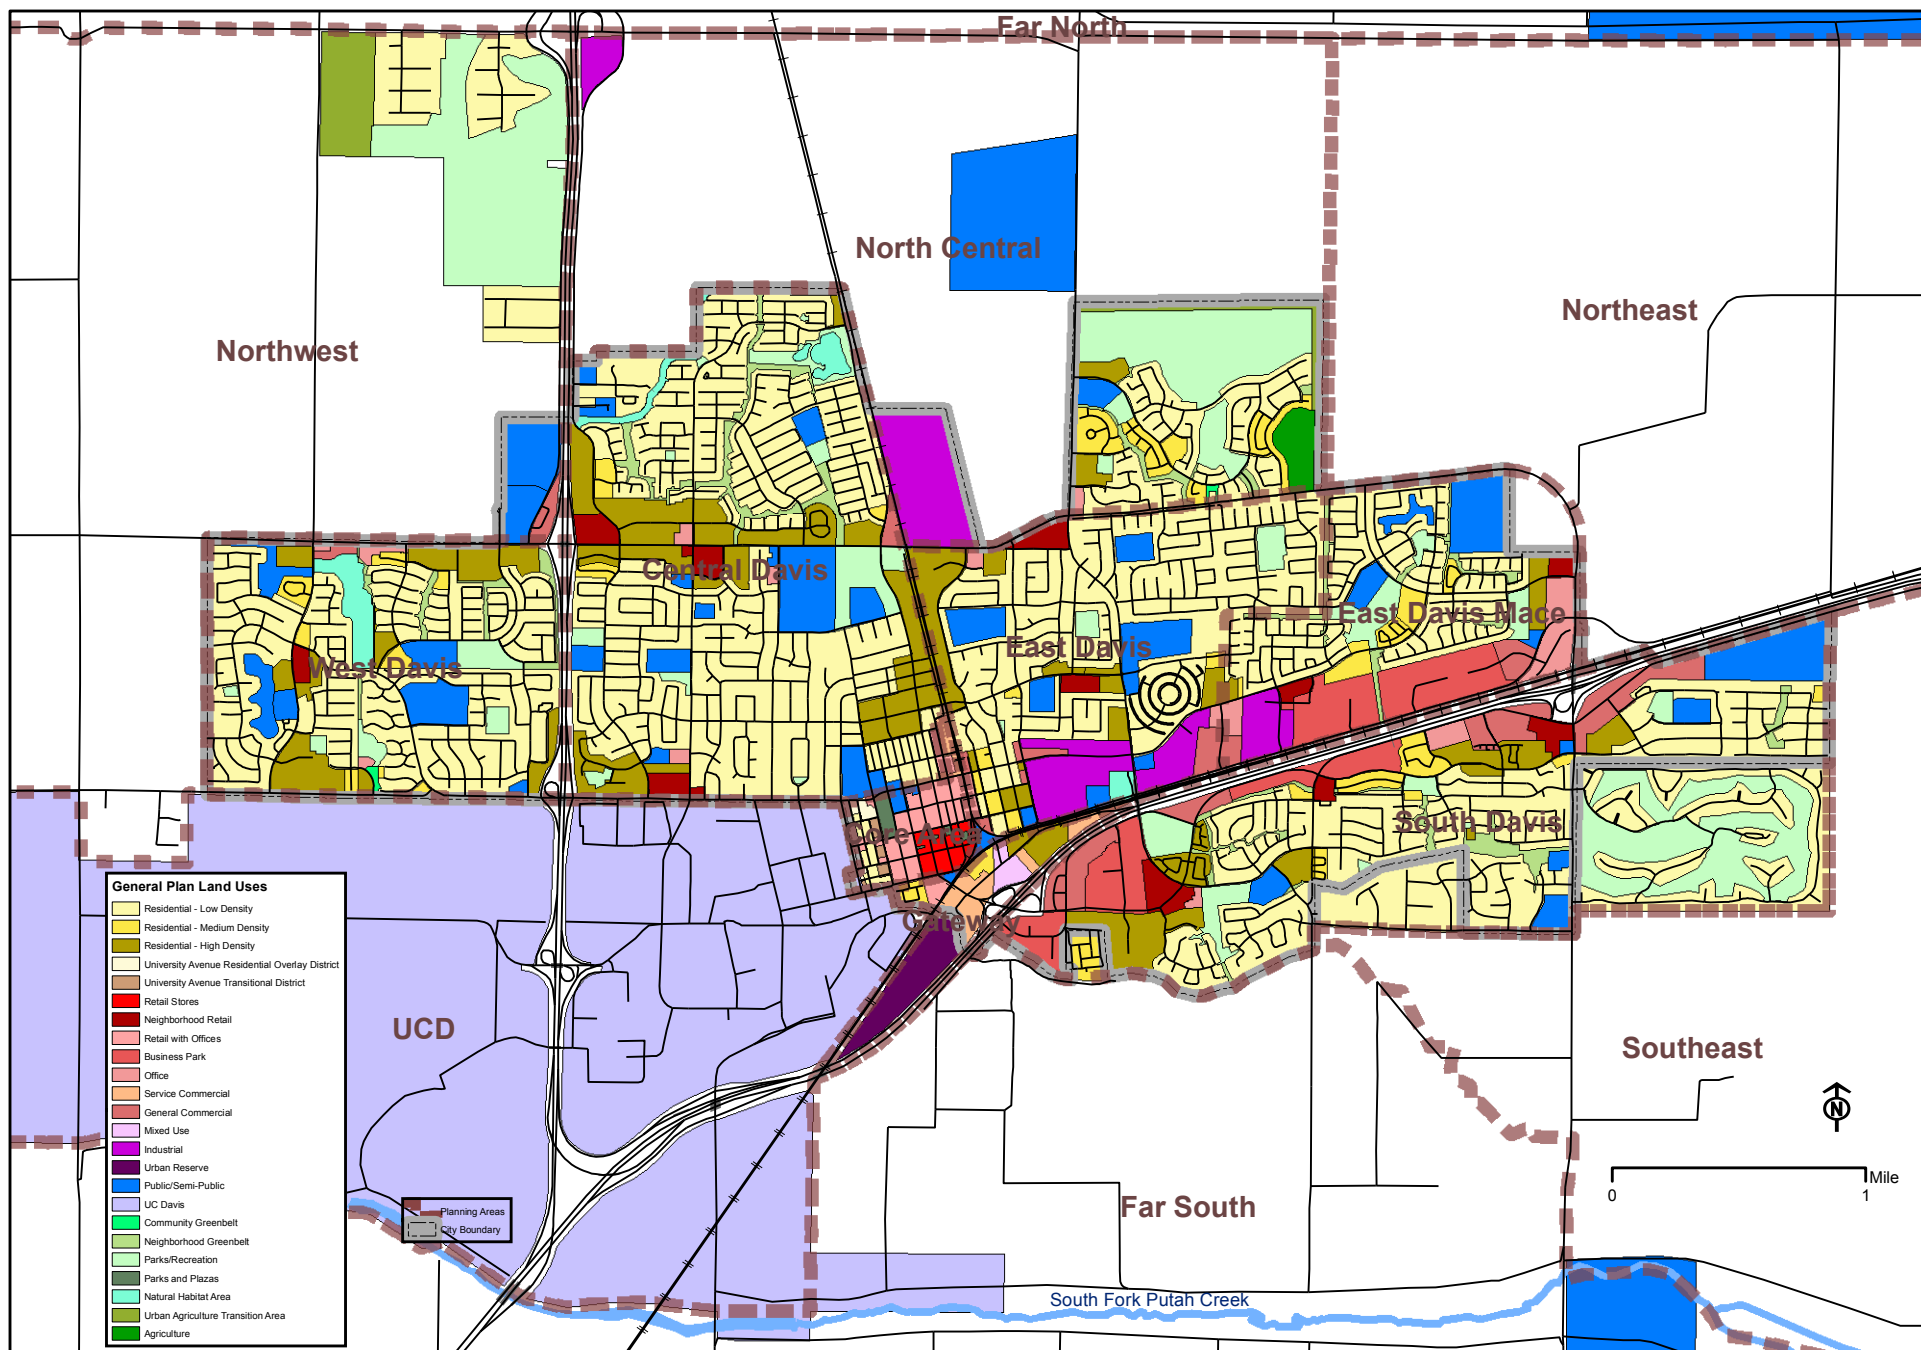 Far North
North Central
Northeast
Northwest
Central Davis
East Davis Mace
East Davis
West Davis
Core Area
South Davis
Gateway
UCD
Southeast
Far South
South Fork Putah Creek
N
Mile
0 1
General Plan Land Uses
Residential - Low Density
Residential - Medium Density
Residential - High Density
University Avenue Residential Overlay District
University Avenue Transitional District
Retail Stores
Neighborhood Retail
Retail with Offices
Business Park
Office
Service Commercial
General Commercial
Mixed Use
Industrial
Urban Reserve
Public/Semi-Public
UC Davis
Community Greenbelt
Neighborhood Greenbelt
Parks/Recreation
Parks and Plazas
Natural Habitat Area
Urban Agriculture Transition Area
Agriculture
Planning Areas
City Boundary